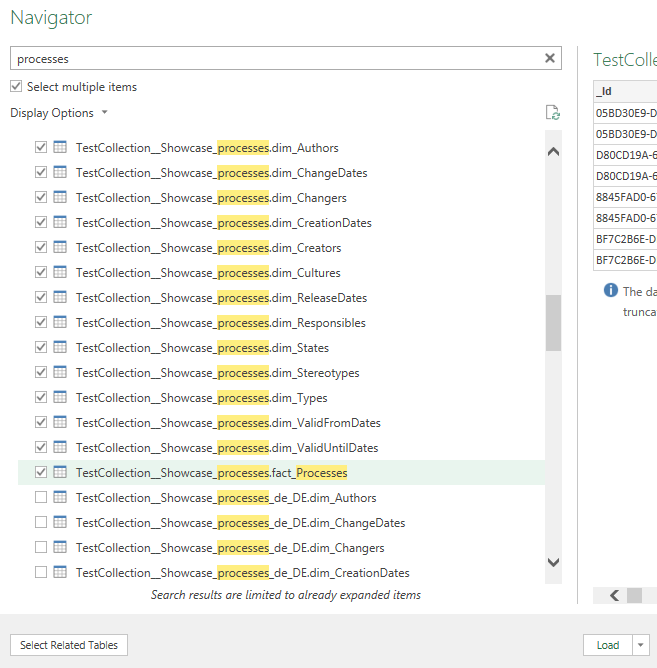 Navigator
processes
Select multiple items
Display Options
TestCollection__Showcase_processes.dim_Authors
TestCollection__Showcase_processes.dim_ChangeDates
TestCollection__Showcase_processes.dim_Changers
TestCollection__Showcase_processes.dim_CreationDates
TestCollection__Showcase_processes.dim_Creators
TestCollection__Showcase_processes.dim_Cultures
TestCollection__Showcase_processes.dim_ReleaseDates
TestCollection__Showcase_processes.dim_Responsibles
TestCollection__Showcase_processes.dim_States
TestCollection__Showcase_processes.dim_Stereotypes
TestCollection__Showcase_processes.dim_Types
TestCollection__Showcase_processes.dim_ValidFromDates
TestCollection__Showcase_processes.dim_ValidUntilDates
TestCollection__Showcase_processes.fact_Processes
TestCollection__Showcase_processes_de_DE.dim_Authors
TestCollection__Showcase_processes_de_DE.dim_ChangeDates
TestCollection__Showcase_processes_de_DE.dim_Changers
TestCollection__Showcase_processes_de_DE.dim_CreationDates
Search results are limited to already expanded items
TestColle
_Id
05BD30E9-D
05BD30E9-D
D80CD19A-6
D80CD19A-6
8845FAD0-6
8845FAD0-6
BF7C2B6E-D
BF7C2B6E-D
The da
trunca
Select Related Tables
Load